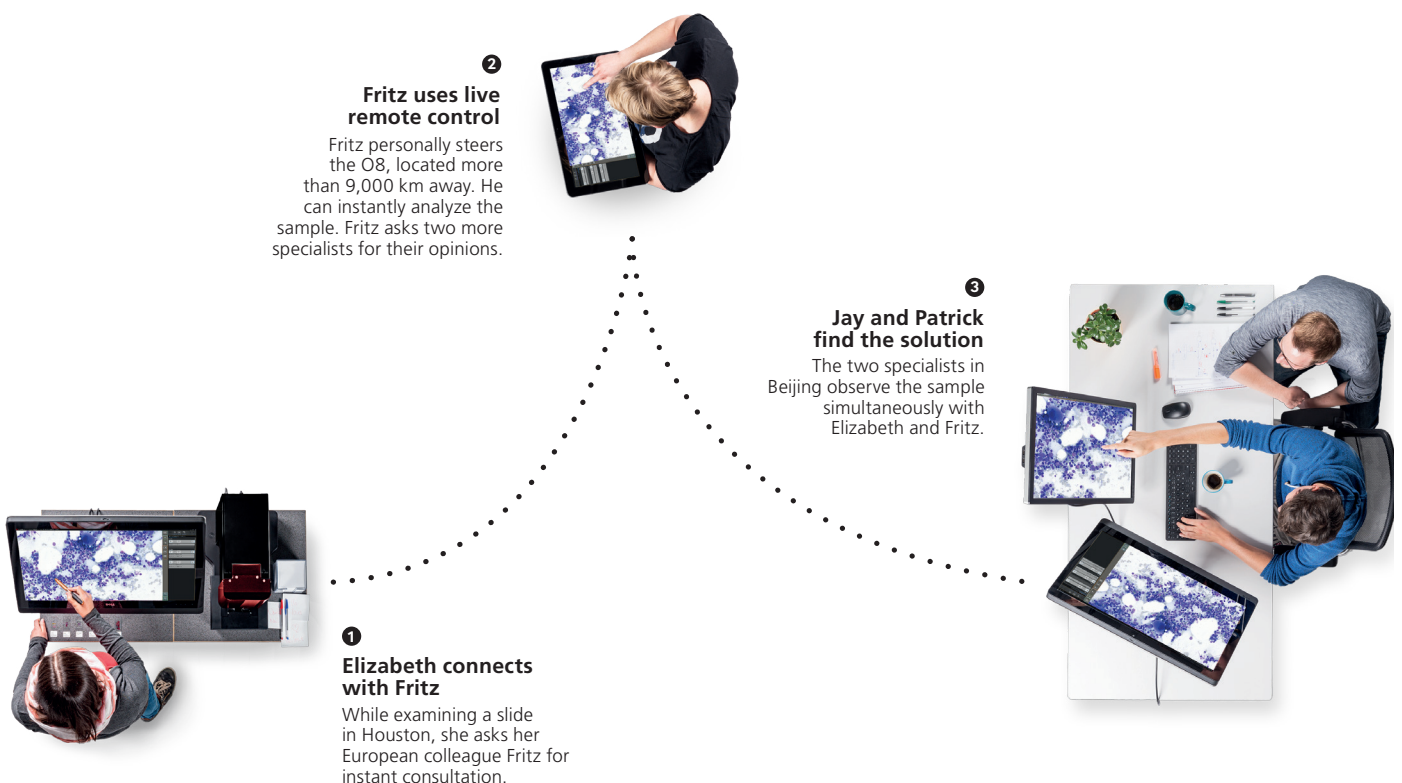 ❶
Elizabeth connects
with Fritz
While examining a slide
in Houston, she asks her
European colleague Fritz for
instant consultation.
❷
Fritz uses live
remote control
Fritz personally steers
the O8, located more
than 9,000 km away. He
can instantly analyze the
sample. Fritz asks two more
specialists for their opinions.
❸
Jay and Patrick
find the solution
The two specialists in
Beijing observe the sample
simultaneously with
Elizabeth and Fritz.